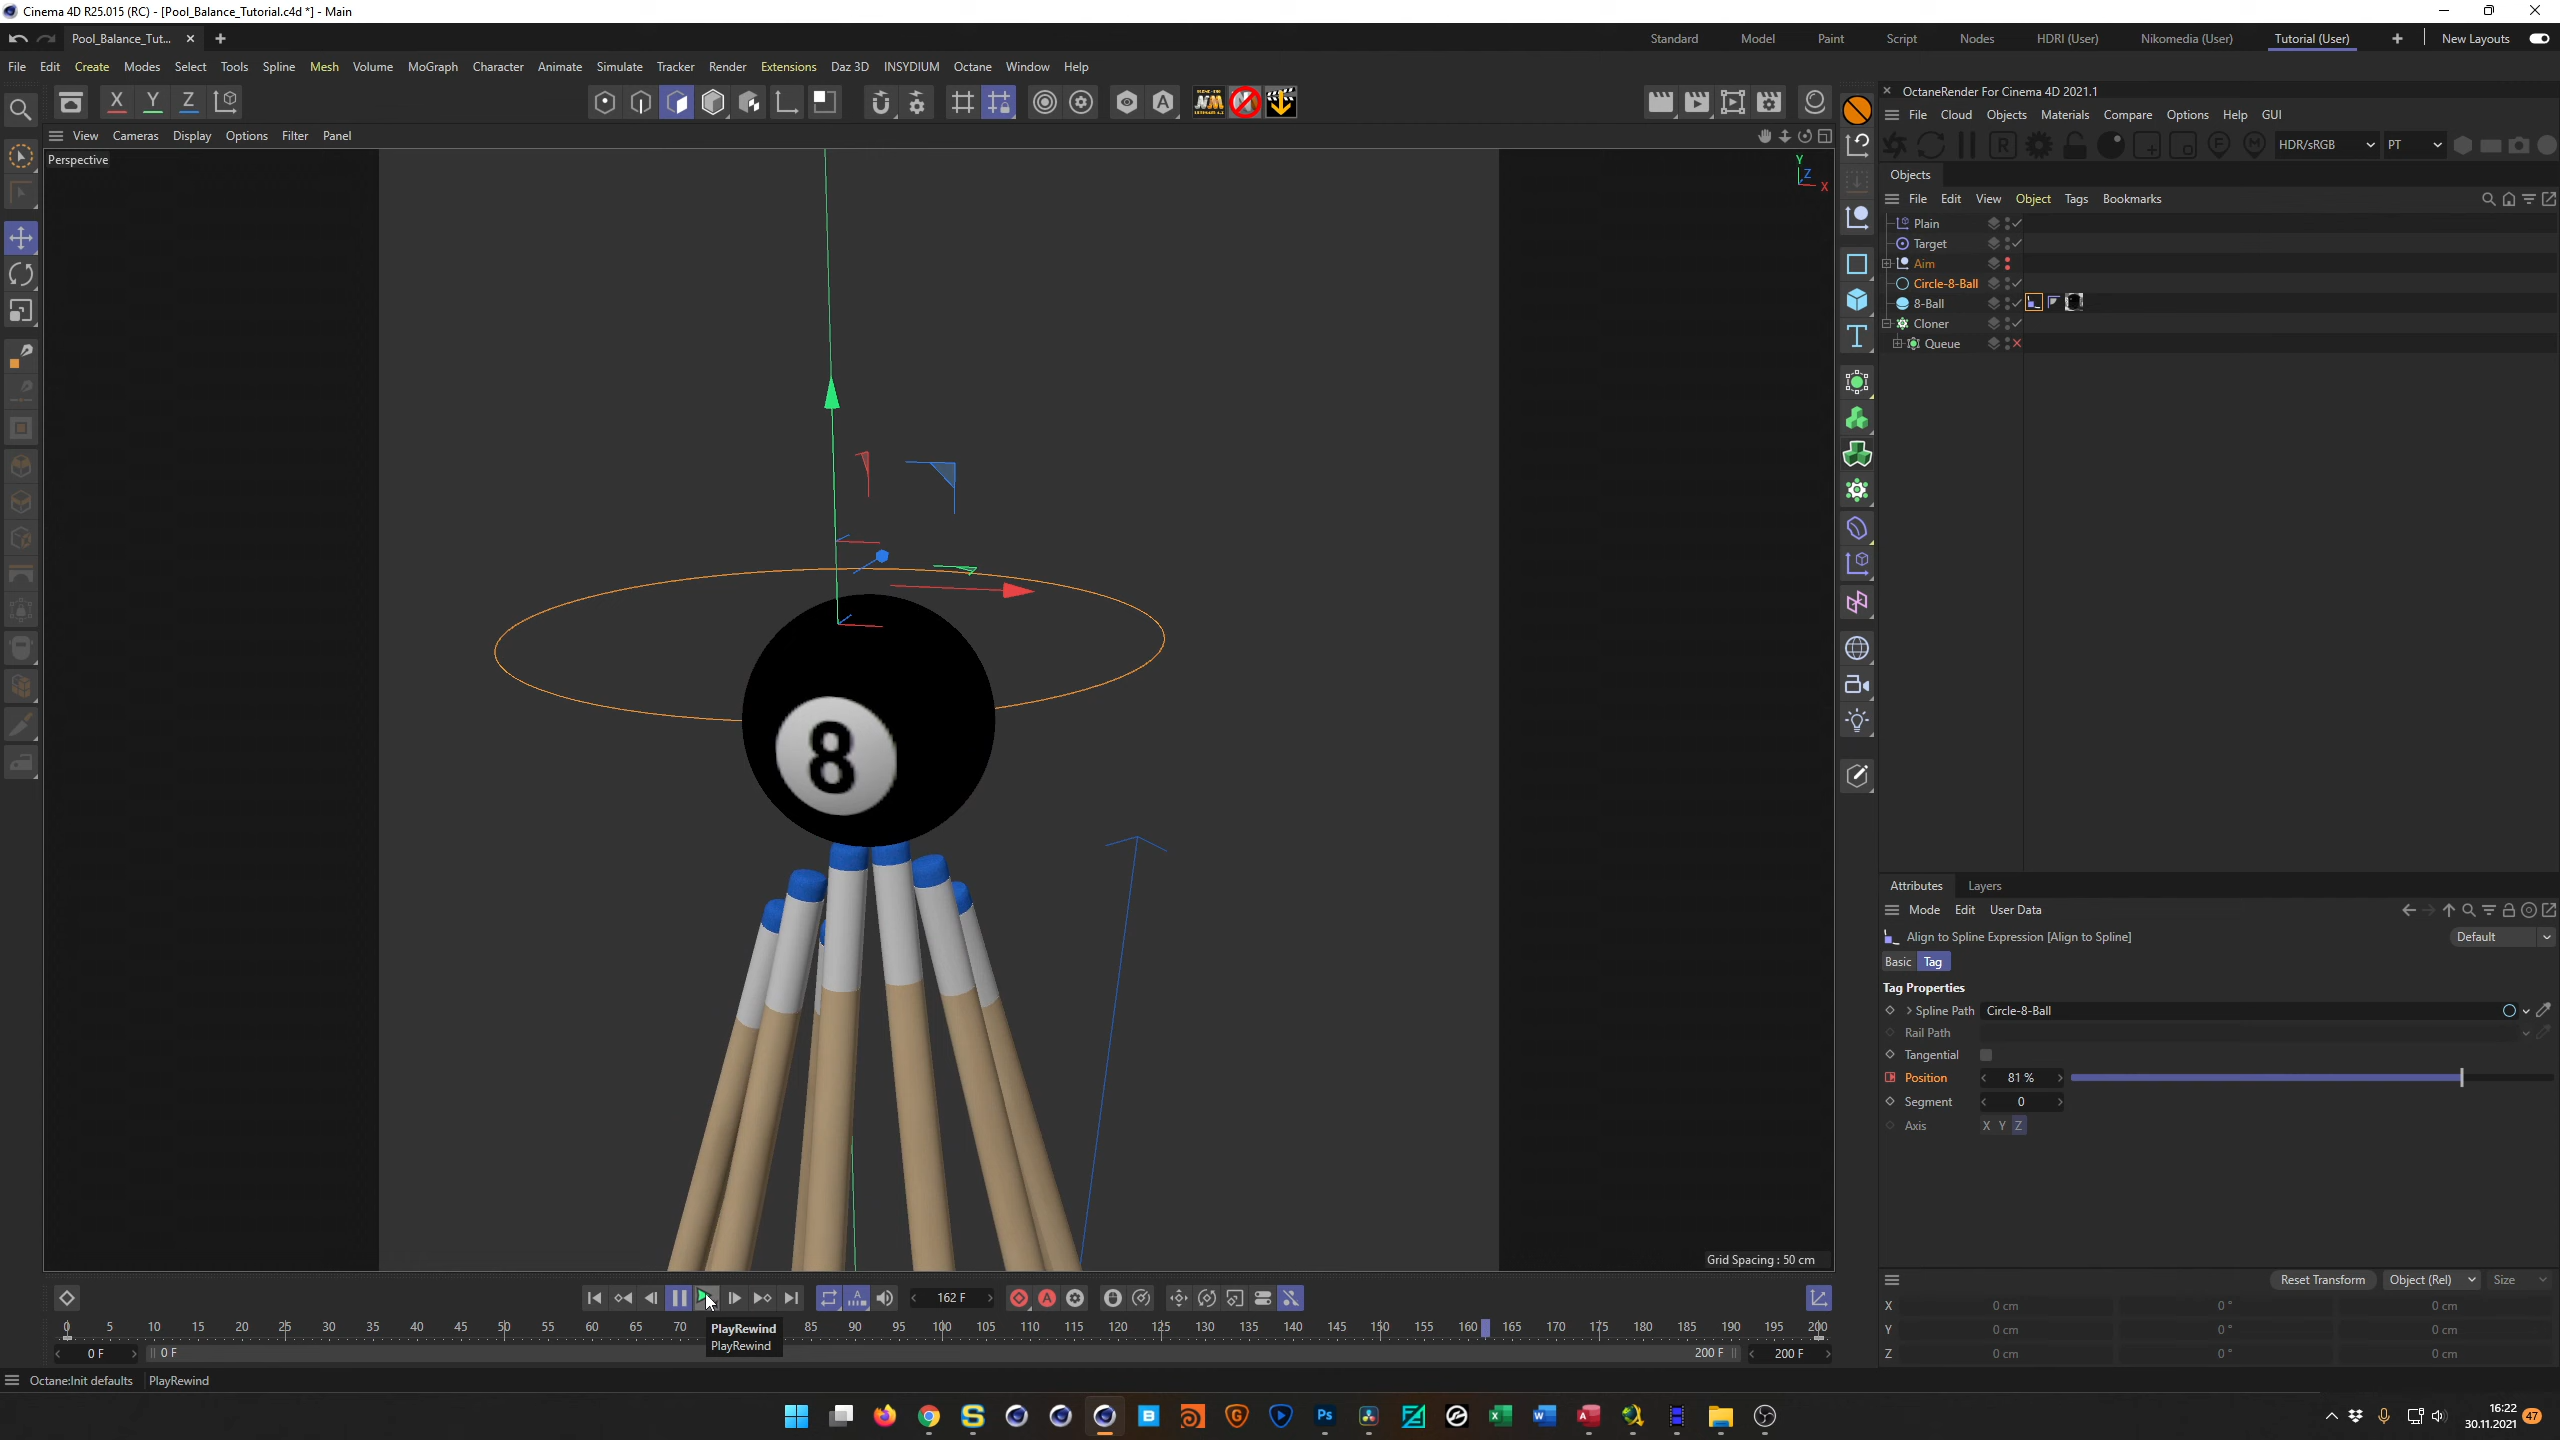 Cinema 4D R25.015 (RC) - [Pool_Balance_Tutorial.c4d *] - Main
Pool_Balance_Tut... Standard Model Paint Script Nodes HDRI (User) Nikomedia (User) Tutorial (User) New Layouts
File Edit Create Modes Select Tools Spline Mesh Volume MoGraph Character Animate Simulate Tracker Render Extensions Daz 3D INSYDIUM Octane Window Help
X Y Z
OctaneRender For Cinema 4D 2021.1
File Cloud Objects Materials Compare Options Help GUI
View Cameras Display Options Filter Panel
HDR/sRGB PT
Perspective
Y
Z
X
Objects
File Edit View Object Tags Bookmarks
Plain
Target
Aim
Circle-8-Ball
8-Ball
Cloner
Queue
8
Attributes Layers
Mode Edit User Data
Align to Spline Expression [Align to Spline] Default
Basic Tag
Tag Properties
Spline Path Circle-8-Ball
Rail Path
Tangential
Position 81 %
Segment 0
Axis X Y Z
Grid Spacing : 50 cm
162 F
Reset Transform Object (Rel) Size
X 0 cm 0 ° 0 cm
Y 0 cm 0 ° 0 cm
Z 0 cm 0 ° 0 cm
0 5 10 15 20 25 30 35 40 45 50 55 60 65 70 85 90 95 100 105 110 115 120 125 130 135 140 145 150 155 160 165 170 175 180 185 190 195 200
PlayRewind
PlayRewind
0 F 0 F 200 F 200 F
Octane:Init defaults PlayRewind
16:22
30.11.2021
47